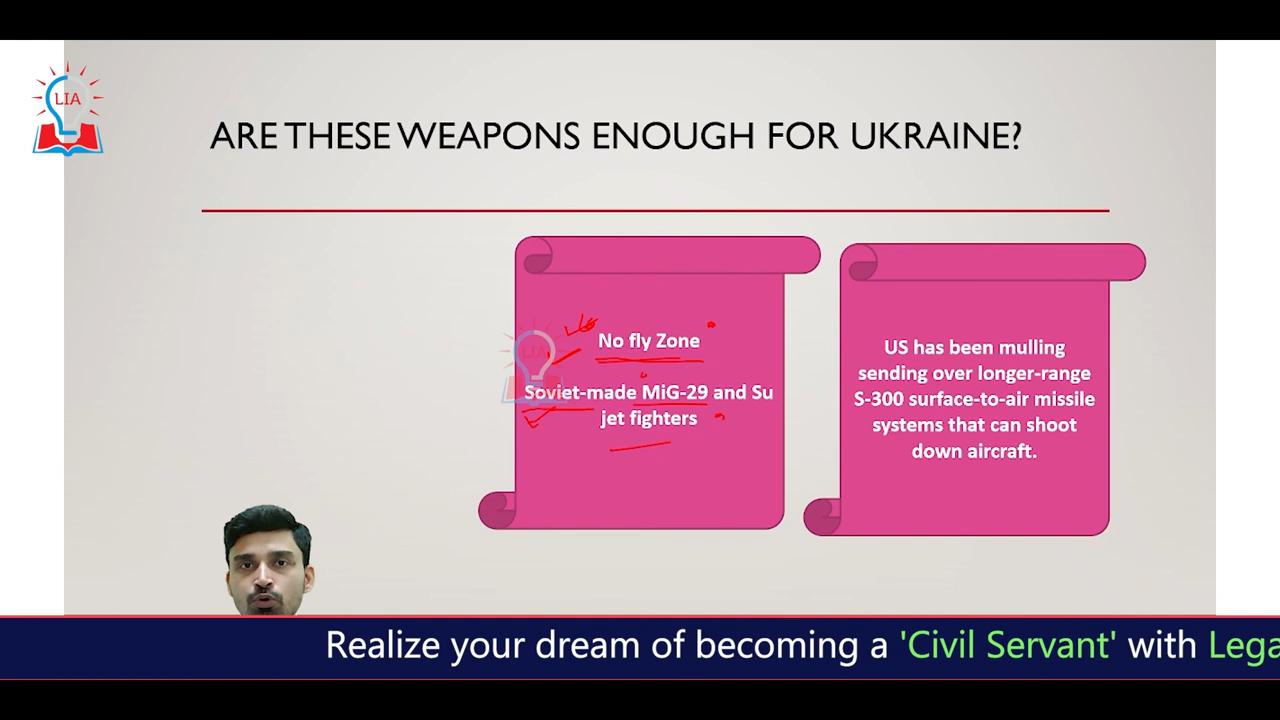 LIA
ARE THESE WEAPONS ENOUGH FOR UKRAINE?
LIA
No fly Zone
Soviet-made MiG-29 and Su
jet fighters
US has been mulling
sending over longer-range
S-300 surface-to-air missile
systems that can shoot
down aircraft.
Realize your dream of becoming a 'Civil Servant' with Lega